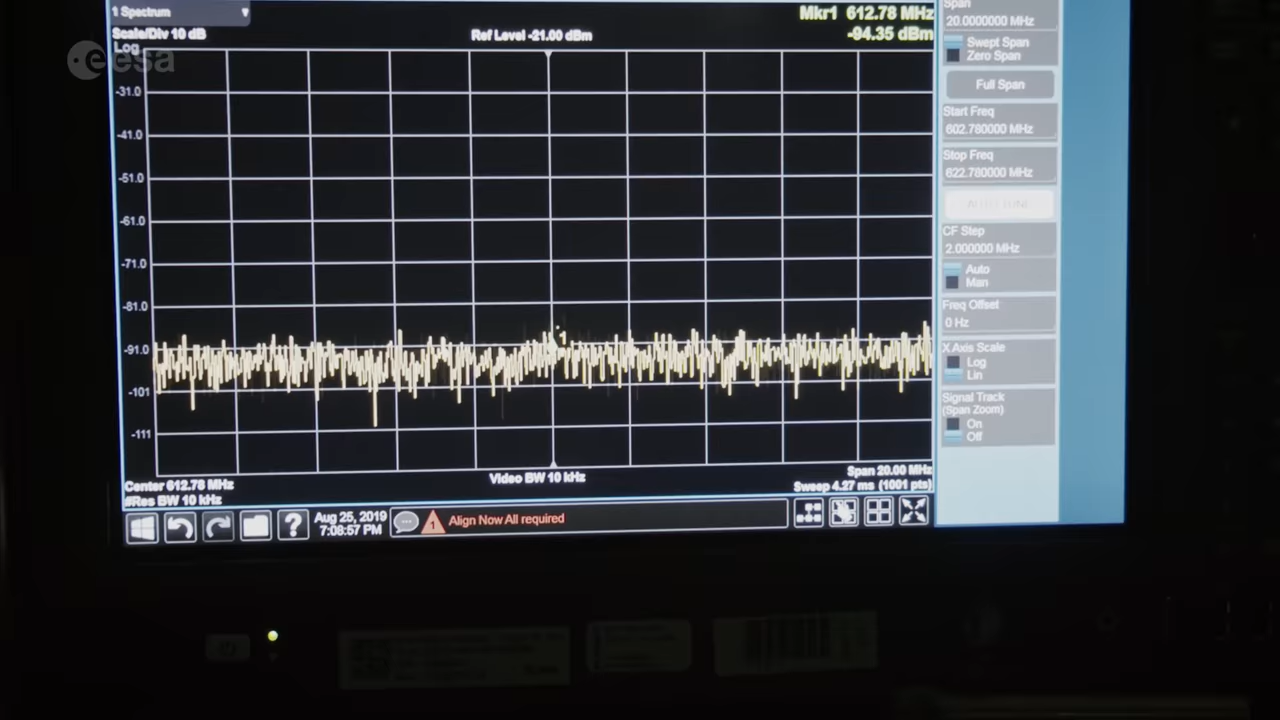 1 Spectrum
Scale/Div 10 dB
Log
Ref Level -21.00 dBm
Mkr1 612.78 MHz
-94.35 dBm
esa
-31.0
-41.0
-51.0
-61.0
-71.0
-81.0
-91.0
-101
-111
1
Center 612.78 MHz
#Res BW 10 kHz
Video BW 10 kHz
Span 20.00 MHz
Sweep 4.27 ms (1001 pts)
Aug 25, 2019
7:08:57 PM
?
1
Align Now All required
Span
20.0000000 MHz
Swept Span
Zero Span
Full Span
Start Freq
602.780000 MHz
Stop Freq
622.780000 MHz
AUTO TUNE
CF Step
2.000000 MHz
Auto
Man
Freq Offset
0 Hz
X Axis Scale
Log
Lin
Signal Track
(Span Zoom)
On
Off